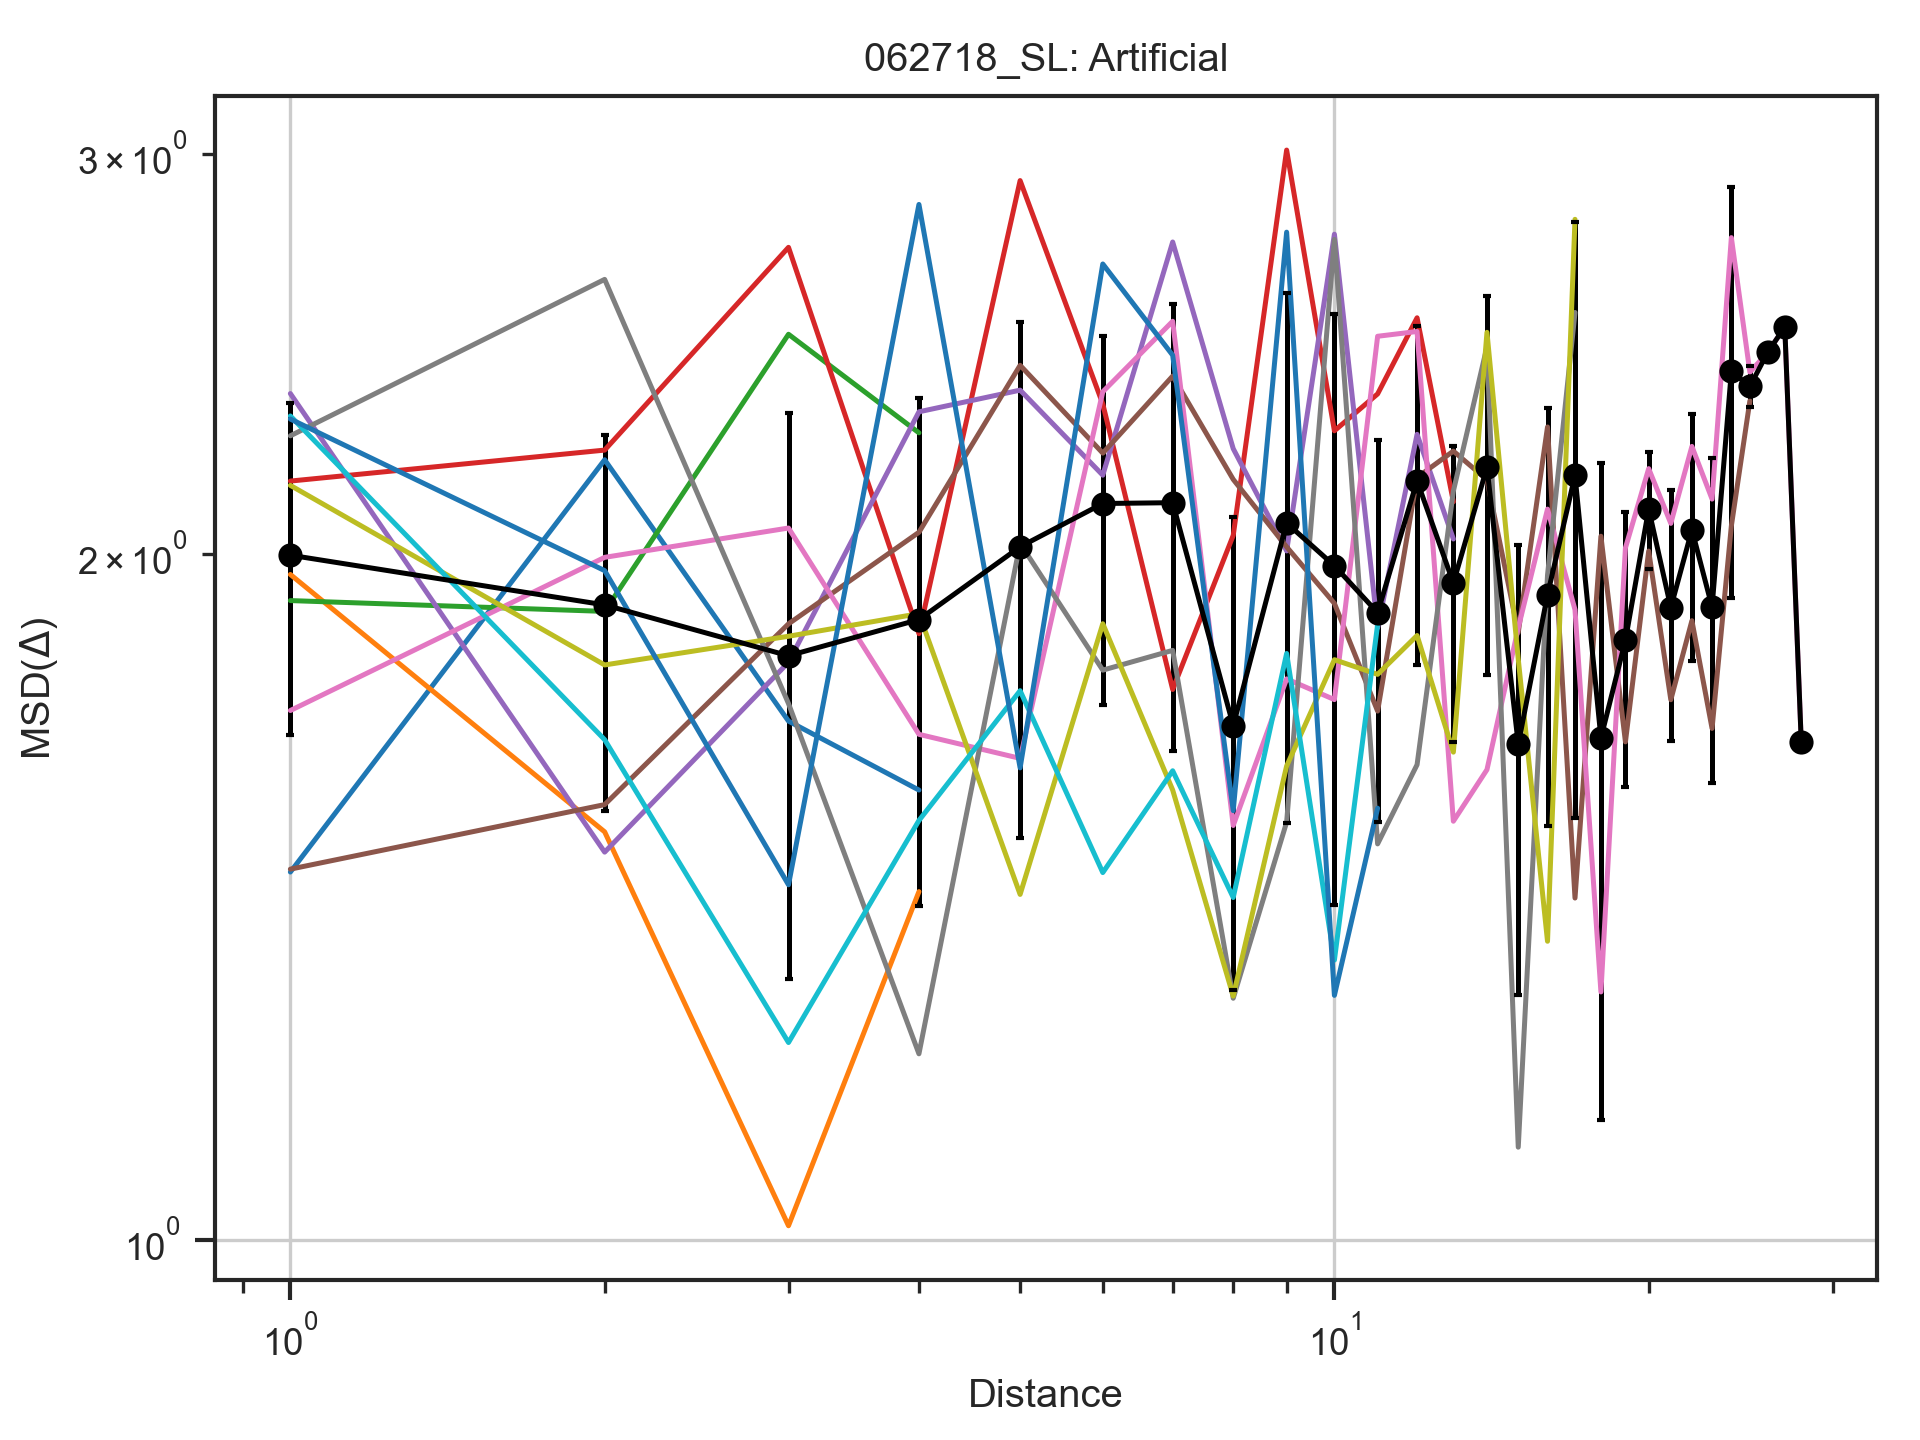 062718_SL: Artificial
3 × 10⁰
2 × 10⁰
10⁰
MSD(Δ)
10⁰ 10¹
Distance